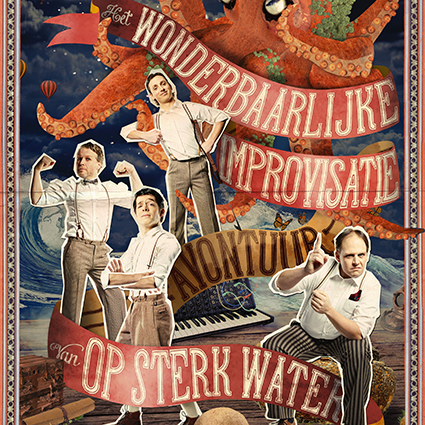 Het
WONDERBAARLIJKE
IMPROVISATIE
AVONTUUR
Van OP STERK WATER